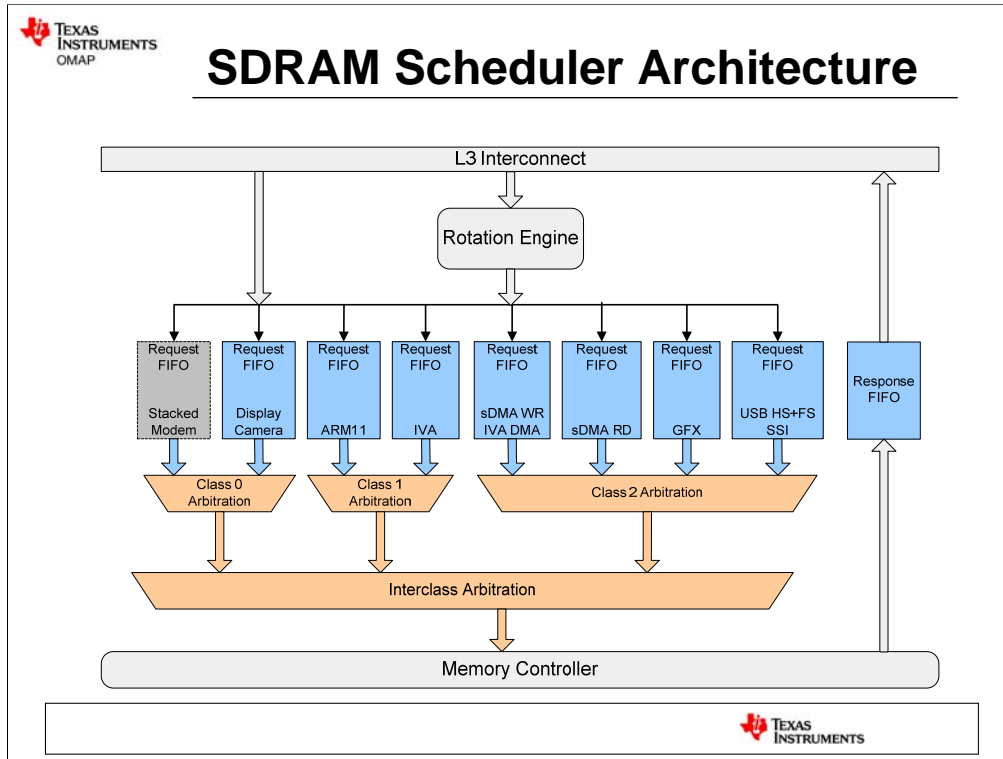 TEXAS
INSTRUMENTS
OMAP
SDRAM Scheduler Architecture
L3 Interconnect
Rotation Engine
Request
FIFO
Stacked
Modem
Request
FIFO
Display
Camera
Request
FIFO
ARM11
Request
FIFO
IVA
Request
FIFO
sDMA WR
IVA DMA
Request
FIFO
sDMA RD
Request
FIFO
GFX
Request
FIFO
USB HS+FS
SSI
Response
FIFO
Class 0
Arbitration
Class 1
Arbitration
Class 2 Arbitration
Interclass Arbitration
Memory Controller
TEXAS
INSTRUMENTS